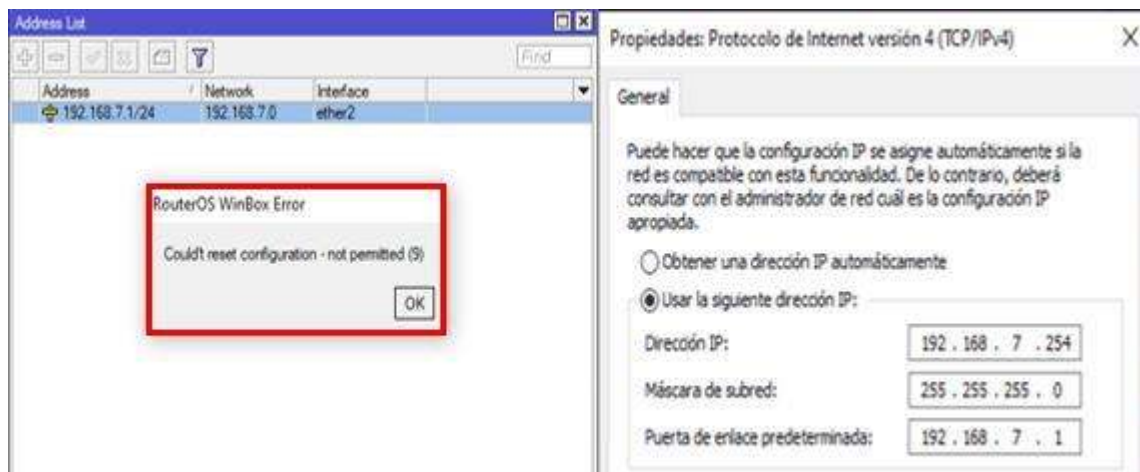 Address List
Find
Address Network Interface
192.168.7.1/24 192.168.7.0 ether2
RouterOS WinBox Error
Could't reset configuration - not permitted (9)
OK
Propiedades: Protocolo de Internet versión 4 (TCP/IPv4)
General
Puede hacer que la configuración IP se asigne automáticamente si la
red es compatible con esta funcionalidad. De lo contrario, deberá
consultar con el administrador de red cuál es la configuración IP
apropiada.
Obtener una dirección IP automáticamente
Usar la siguiente dirección IP:
Dirección IP: 192 . 168 . 7 . 254
Máscara de subred: 255 . 255 . 255 . 0
Puerta de enlace predeterminada: 192 . 168 . 7 . 1